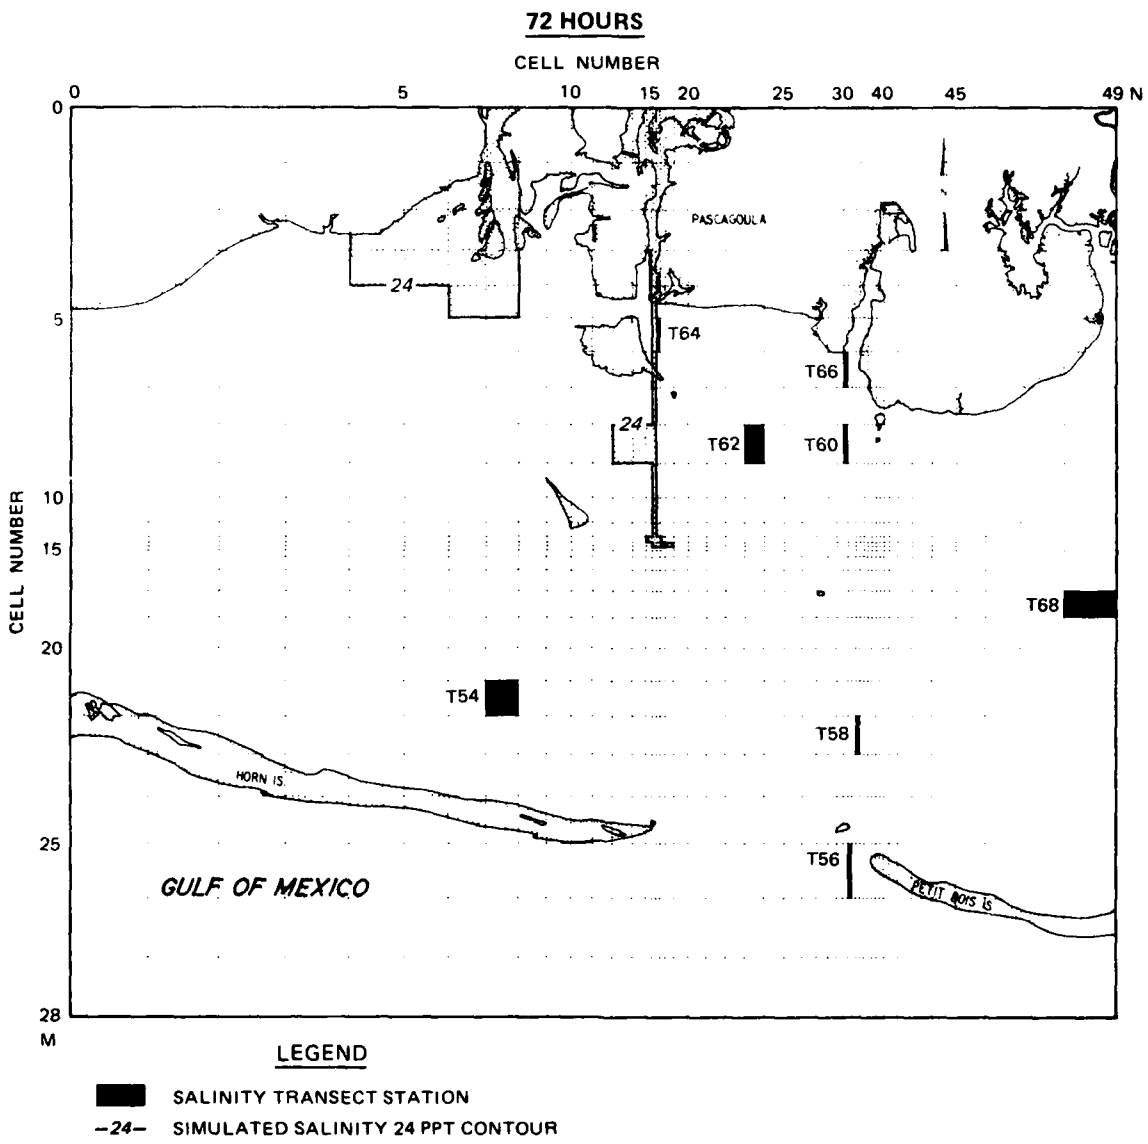 72 HOURS
CELL NUMBER
0 5 10 15 20 25 30 40 45 49 N
0
PASCAGOULA
24
5
T64
T66
24
T62
T60
10
15
CELL NUMBER
T68
20
T54
T58
HORN IS.
25
T56
GULF OF MEXICO
PETIT BOIS IS
28
M
LEGEND
SALINITY TRANSECT STATION
-24- SIMULATED SALINITY 24 PPT CONTOUR